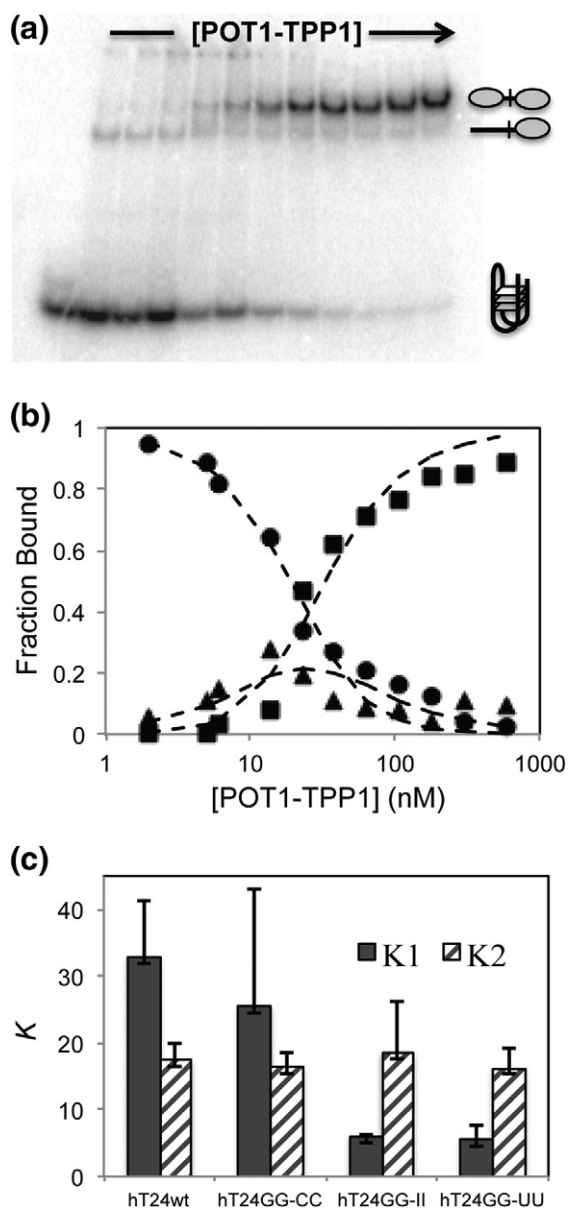 (a)
[POT1-TPP1]
(b)
1
0.8
0.6
0.4
0.2
0
Fraction Bound
1 10 100 1000
[POT1-TPP1] (nM)
(c)
40
30
20
10
0
K
K1 K2
hT24wt hT24GG-CC hT24GG-II hT24GG-UU